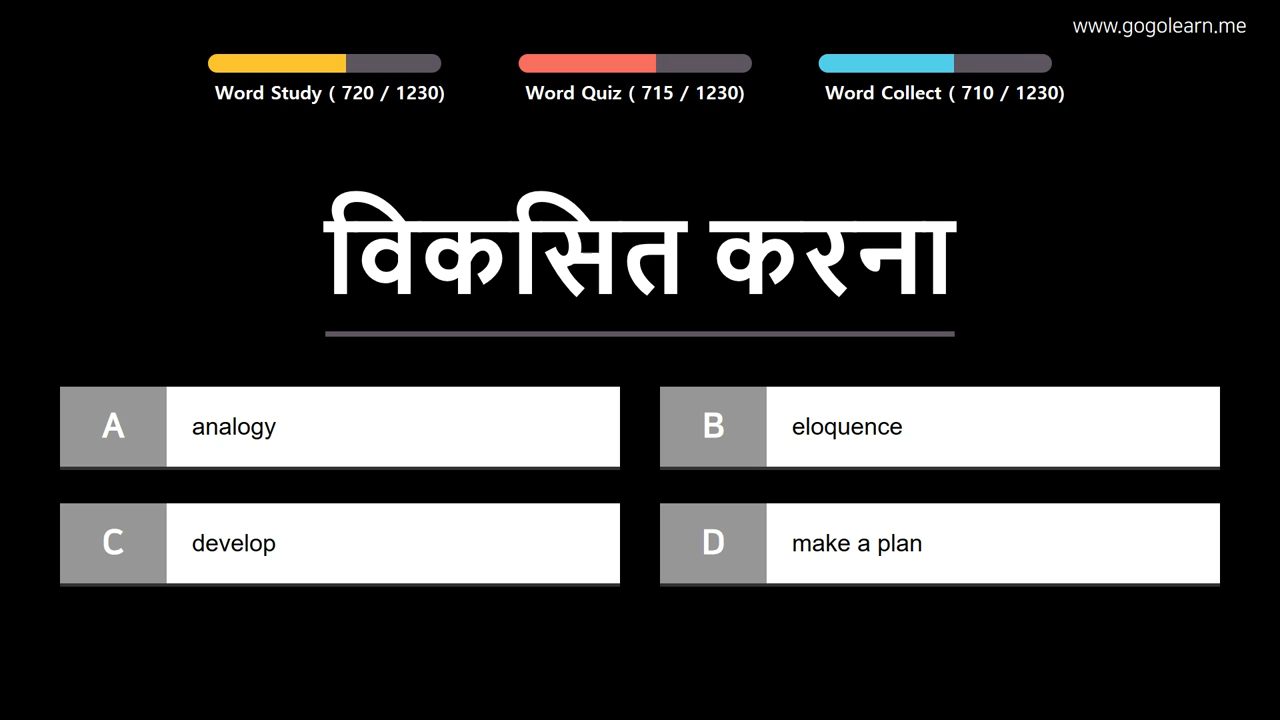 www.gogolearn.me
Word Study ( 720 / 1230)
Word Quiz ( 715 / 1230)
Word Collect ( 710 / 1230)
विकसित करना
A analogy
B eloquence
C develop
D make a plan